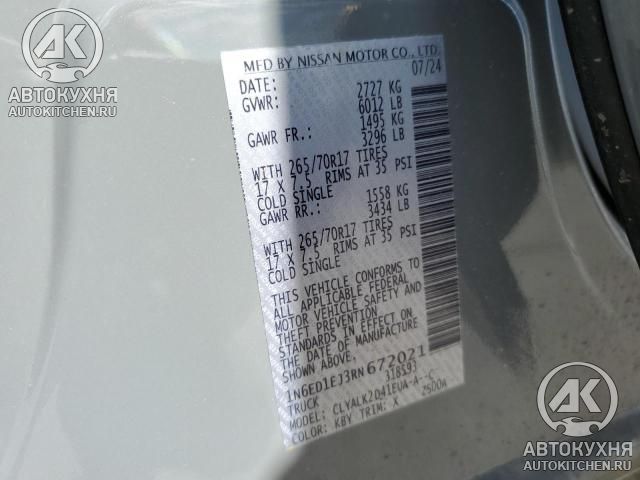 АВТОКУХНЯ
AUTOKITCHEN.RU
MFD BY NISSAN MOTOR CO., LTD.
DATE: 07/24
GVWR: 2727 KG
6012 LB
GAWR FR.: 1495 KG
3296 LB
WITH 265/70R17 TIRES
17 X 7.5 RIMS AT 35 PSI
COLD SINGLE
GAWR RR.: 1558 KG
3434 LB
WITH 265/70R17 TIRES
17 X 7.5 RIMS AT 35 PSI
COLD SINGLE
THIS VEHICLE CONFORMS TO
ALL APPLICABLE FEDERAL
MOTOR VEHICLE SAFETY AND
THEFT PREVENTION
STANDARDS IN EFFECT ON
THE DATE OF MANUFACTURE
SHOWN ABOVE.
1N6ED1EJ3RN672021
TRUCK 318593
MODEL: CLYALK2D41EUA-A--C
COLOR: KBY TRIM: X 2500A
АВТОКУХНЯ
AUTOKITCHEN.RU